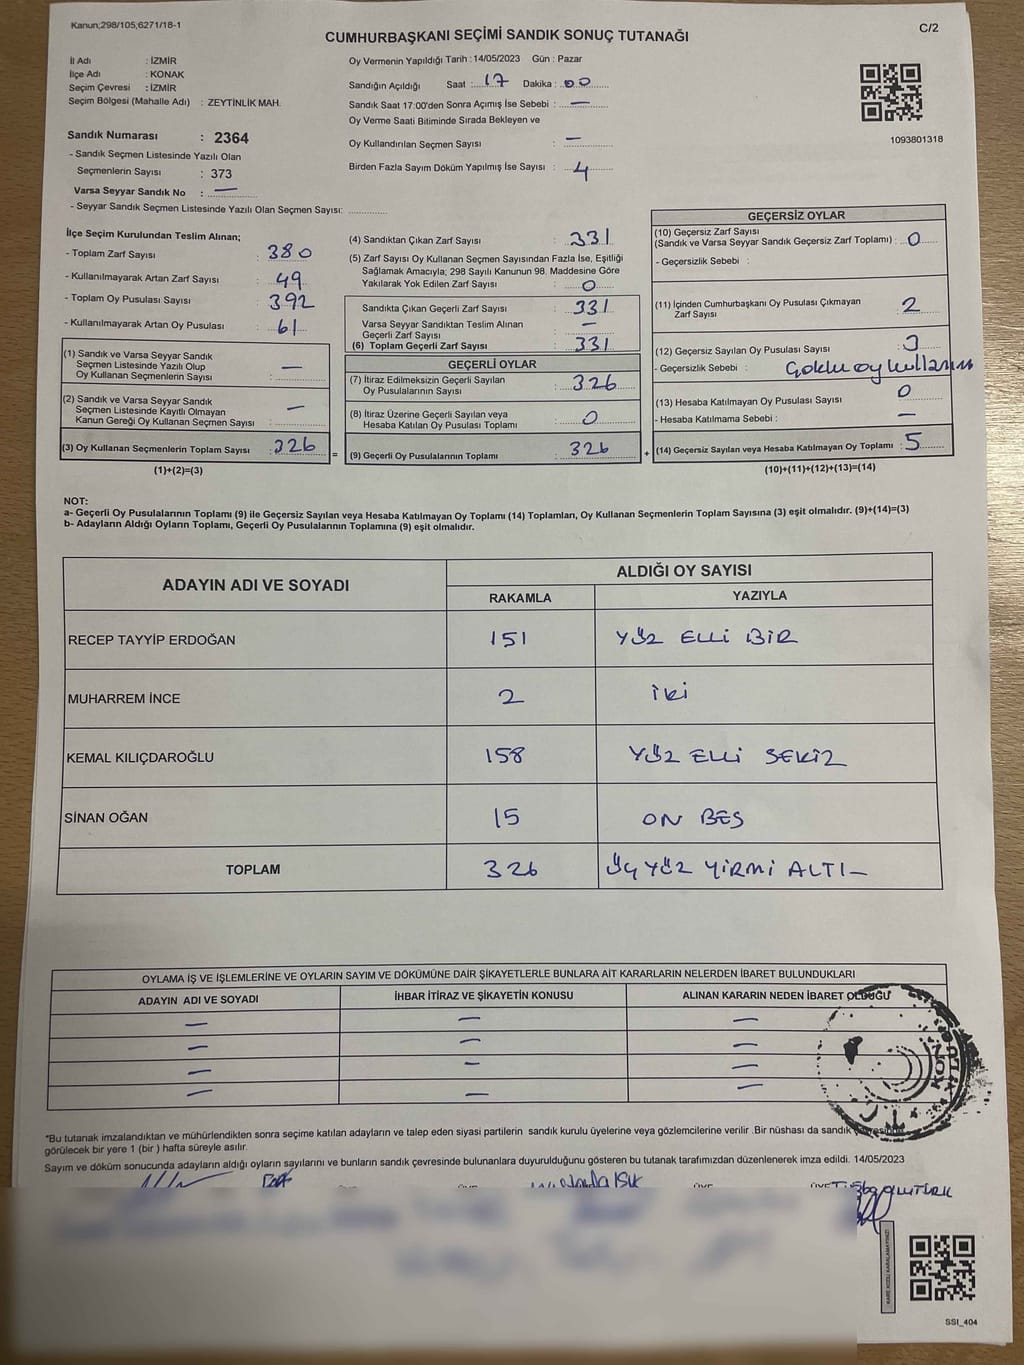 Kanun;298/105;6271/18-1
C/2
CUMHURBAŞKANI SEÇİMİ SANDIK SONUÇ TUTANAĞI
İl Adı : İZMİR
İlçe Adı : KONAK
Seçim Çevresi : İZMİR
Seçim Bölgesi (Mahalle Adı) : ZEYTİNLİK MAH.
Sandık Numarası : 2364
- Sandık Seçmen Listesinde Yazılı Olan
Seçmenlerin Sayısı : 373
Varsa Seyyar Sandık No : —
- Seyyar Sandık Seçmen Listesinde Yazılı Olan Seçmen Sayısı:
Oy Vermenin Yapıldığı Tarih : 14/05/2023 Gün : Pazar
Sandığın Açıldığı Saat : 17 Dakika : 00
Sandık Saat 17:00'den Sonra Açımış İse Sebebi : —
Oy Verme Saati Bitiminde Sırada Bekleyen ve
Oy Kullandırılan Seçmen Sayısı : —
Birden Fazla Sayım Döküm Yapılmış İse Sayısı : 4
1093801318
İlçe Seçim Kurulundan Teslim Alınan;
- Toplam Zarf Sayısı : 380
- Kullanılmayarak Artan Zarf Sayısı : 49
- Toplam Oy Pusulası Sayısı : 392
- Kullanılmayarak Artan Oy Pusulası : 61
(1) Sandık ve Varsa Seyyar Sandık
Seçmen Listesinde Yazılı Olup
Oy Kullanan Seçmenlerin Sayısı : —
(2) Sandık ve Varsa Seyyar Sandık
Seçmen Listesinde Kayıtlı Olmayan
Kanun Gereği Oy Kullanan Seçmen Sayısı : —
(3) Oy Kullanan Seçmenlerin Toplam Sayısı : 226
(1)+(2)=(3)
=
(4) Sandıktan Çıkan Zarf Sayısı : 331
(5) Zarf Sayısı Oy Kullanan Seçmen Sayısından Fazla İse, Eşitliği
Sağlamak Amacıyla; 298 Sayılı Kanunun 98. Maddesine Göre
Yakılarak Yok Edilen Zarf Sayısı : 0
Sandıkta Çıkan Geçerli Zarf Sayısı : 331
Varsa Seyyar Sandıktan Teslim Alınan
Geçerli Zarf Sayısı : —
(6) Toplam Geçerli Zarf Sayısı : 331
GEÇERLİ OYLAR
(7) İtiraz Edilmeksizin Geçerli Sayılan
Oy Pusulalarının Sayısı : 326
(8) İtiraz Üzerine Geçerli Sayılan veya
Hesaba Katılan Oy Pusulası Toplamı : 0
(9) Geçerli Oy Pusulalarının Toplamı : 326
+
GEÇERSİZ OYLAR
(10) Geçersiz Zarf Sayısı
(Sandık ve Varsa Seyyar Sandık Geçersiz Zarf Toplamı) : 0
- Geçersizlik Sebebi :
(11) İçinden Cumhurbaşkanı Oy Pusulası Çıkmayan
Zarf Sayısı : 2
(12) Geçersiz Sayılan Oy Pusulası Sayısı : 3
- Geçersizlik Sebebi : Çoklu oy kullanım
(13) Hesaba Katılmayan Oy Pusulası Sayısı : 0
- Hesaba Katılmama Sebebi : —
(14) Geçersiz Sayılan veya Hesaba Katılmayan Oy Toplamı : 5
(10)+(11)+(12)+(13)=(14)
NOT:
a- Geçerli Oy Pusulalarının Toplamı (9) ile Geçersiz Sayılan veya Hesaba Katılmayan Oy Toplamı (14) Toplamları, Oy Kullanan Seçmenlerin Toplam Sayısına (3) eşit olmalıdır. (9)+(14)=(3)
b- Adayların Aldığı Oyların Toplamı, Geçerli Oy Pusulalarının Toplamına (9) eşit olmalıdır.
ADAYIN ADI VE SOYADI
ALDIĞI OY SAYISI
RAKAMLA YAZIYLA
RECEP TAYYİP ERDOĞAN 151 YÜZ ELLİ BİR
MUHARREM İNCE 2 İKİ
KEMAL KILIÇDAROĞLU 158 YÜZ ELLİ SEKİZ
SİNAN OĞAN 15 ON BEŞ
TOPLAM 326 ÜÇ YÜZ YİRMİ ALTI —
OYLAMA İŞ VE İŞLEMLERİNE VE OYLARIN SAYIM VE DÖKÜMÜNE DAİR ŞİKAYETLERLE BUNLARA AİT KARARLARIN NELERDEN İBARET BULUNDUKLARI
ADAYIN ADI VE SOYADI İHBAR İTİRAZ VE ŞİKAYETİN KONUSU ALINAN KARARIN NEDEN İBARET OLDUĞU
— — —
— — —
— — —
— — —
*Bu tutanak imzalandıktan ve mühürlendikten sonra seçime katılan adayların ve talep eden siyasi partilerin sandık kurulu üyelerine veya gözlemcilerine verilir .Bir nüshası da sandık çevresinde
görülecek bir yere 1 (bir ) hafta süreyle asılır.
Sayım ve döküm sonucunda adayların aldığı oyların sayılarını ve bunların sandık çevresinde bulunanlara duyurulduğunu gösteren bu tutanak tarafımızdan düzenlenerek imza edildi. 14/05/2023
KARE KODU KARALAMAYINIZ!
SSI_404